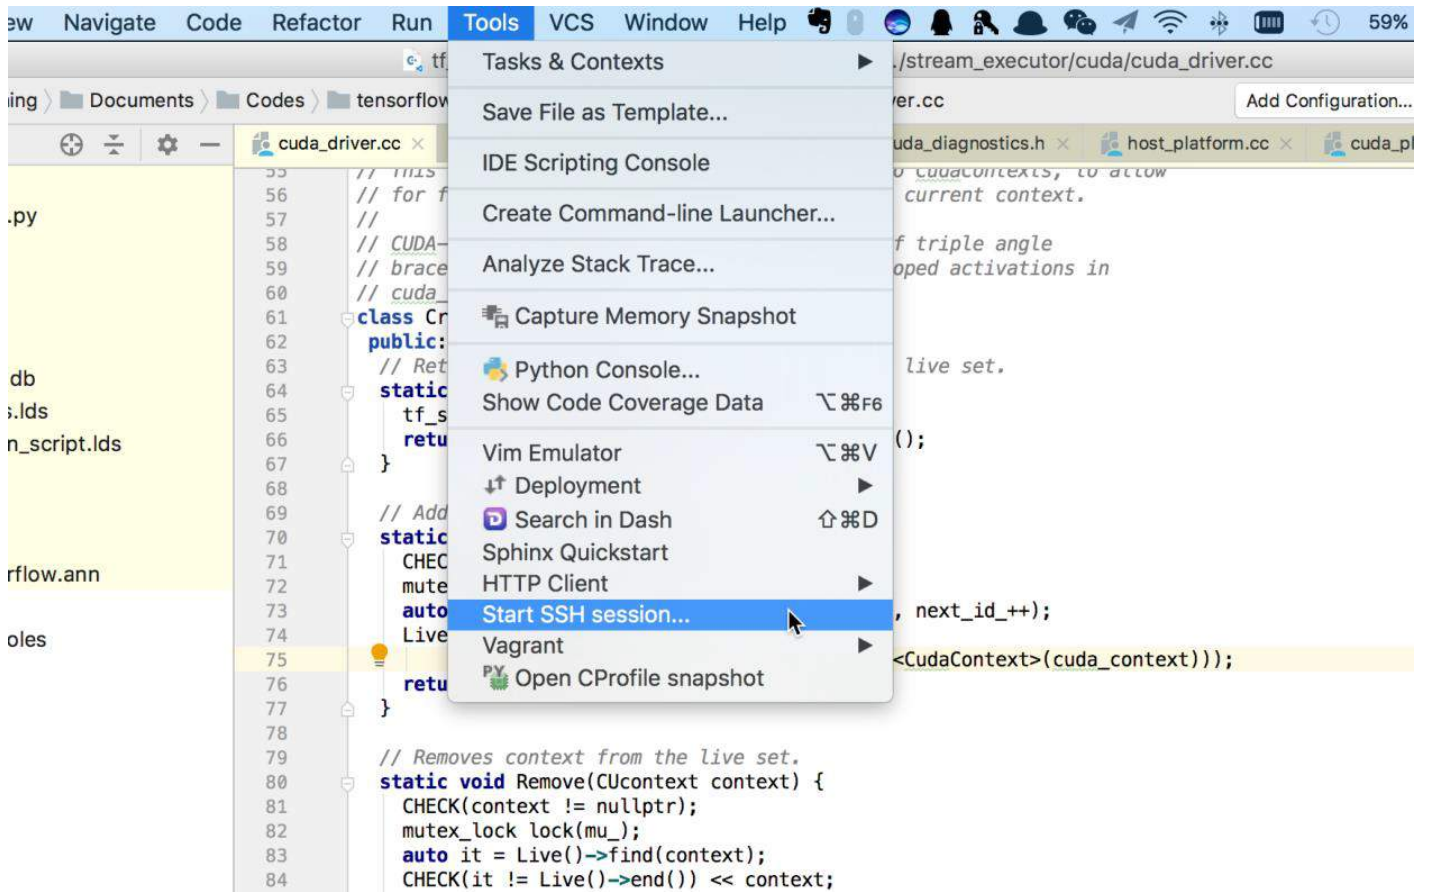 ew Navigate Code Refactor Run Tools VCS Window Help 59%
tf /stream_executor/cuda/cuda_driver.cc
ing Documents Codes tensorflow er.cc Add Configuration...
cuda_driver.cc uda_diagnostics.h host_platform.cc cuda_pl
Tasks & Contexts
Save File as Template...
IDE Scripting Console
Create Command-line Launcher...
Analyze Stack Trace...
Capture Memory Snapshot
Python Console...
Show Code Coverage Data ⌥⌘F6
Vim Emulator ⌥⌘V
Deployment
Search in Dash ⇧⌘D
Sphinx Quickstart
HTTP Client
Start SSH session...
Vagrant
Open CProfile snapshot
.py
db
s.lds
n_script.lds
rflow.ann
oles
55 // This o cudaContexts, to allow
56 // for f current context.
57 //
58 // CUDA- f triple angle
59 // brace oped activations in
60 // cuda_
61 class Cr
62 public:
63 // Ret live set.
64 static
65 tf_s
66 retu ();
67 }
68
69 // Add
70 static
71 CHEC
72 mute
73 auto , next_id_++);
74 Live
75 <CudaContext>(cuda_context)));
76 retu
77 }
78
79 // Removes context from the live set.
80 static void Remove(CUcontext context) {
81 CHECK(context != nullptr);
82 mutex_lock lock(mu_);
83 auto it = Live()->find(context);
84 CHECK(it != Live()->end()) << context;